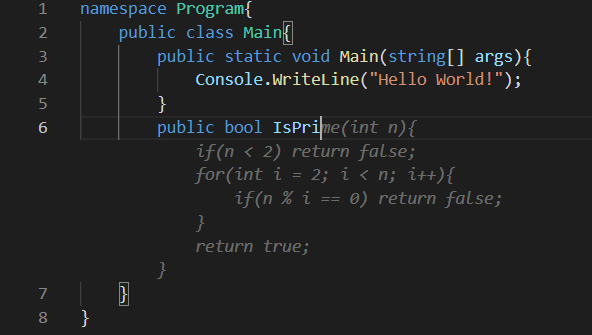 1 namespace Program{
2 public class Main{
3 public static void Main(string[] args){
4 Console.WriteLine("Hello World!");
5 }
6 public bool IsPrime(int n){
if(n < 2) return false;
for(int i = 2; i < n; i++){
if(n % i == 0) return false;
}
return true;
}
7 }
8 }